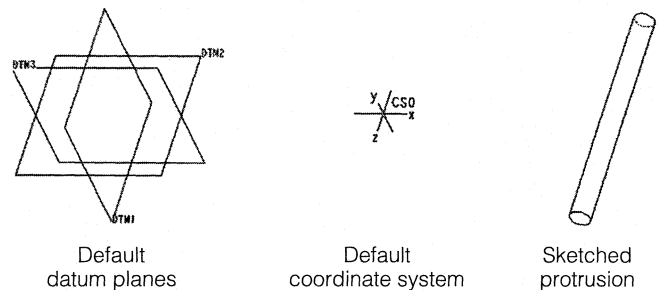 DTM2
DTM3
DTM1
y CS0
x
z
Default
datum planes
Default
coordinate system
Sketched
protrusion